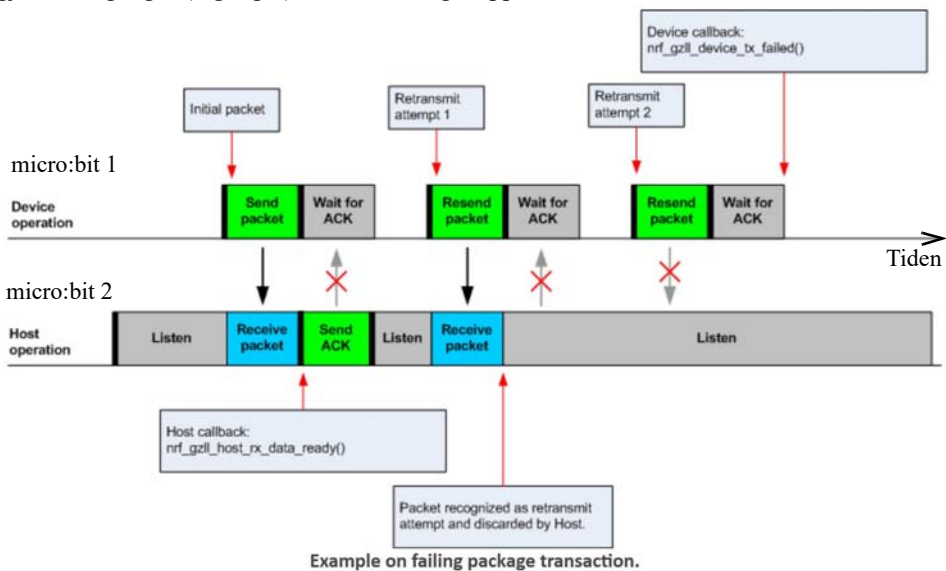 Device callback:
nrf_gzll_device_tx_failed()
Initial packet
Retransmit
attempt 1
Retransmit
attempt 2
micro:bit 1
Device
operation
Send
packet
Wait for
ACK
Resend
packet
Wait for
ACK
Resend
packet
Wait for
ACK
Tiden
micro:bit 2
Host
operation
Listen
Receive
packet
Send
ACK
Listen
Receive
packet
Listen
Host callback:
nrf_gzll_host_rx_data_ready()
Packet recognized as retransmit
attempt and discarded by Host.
Example on failing package transaction.